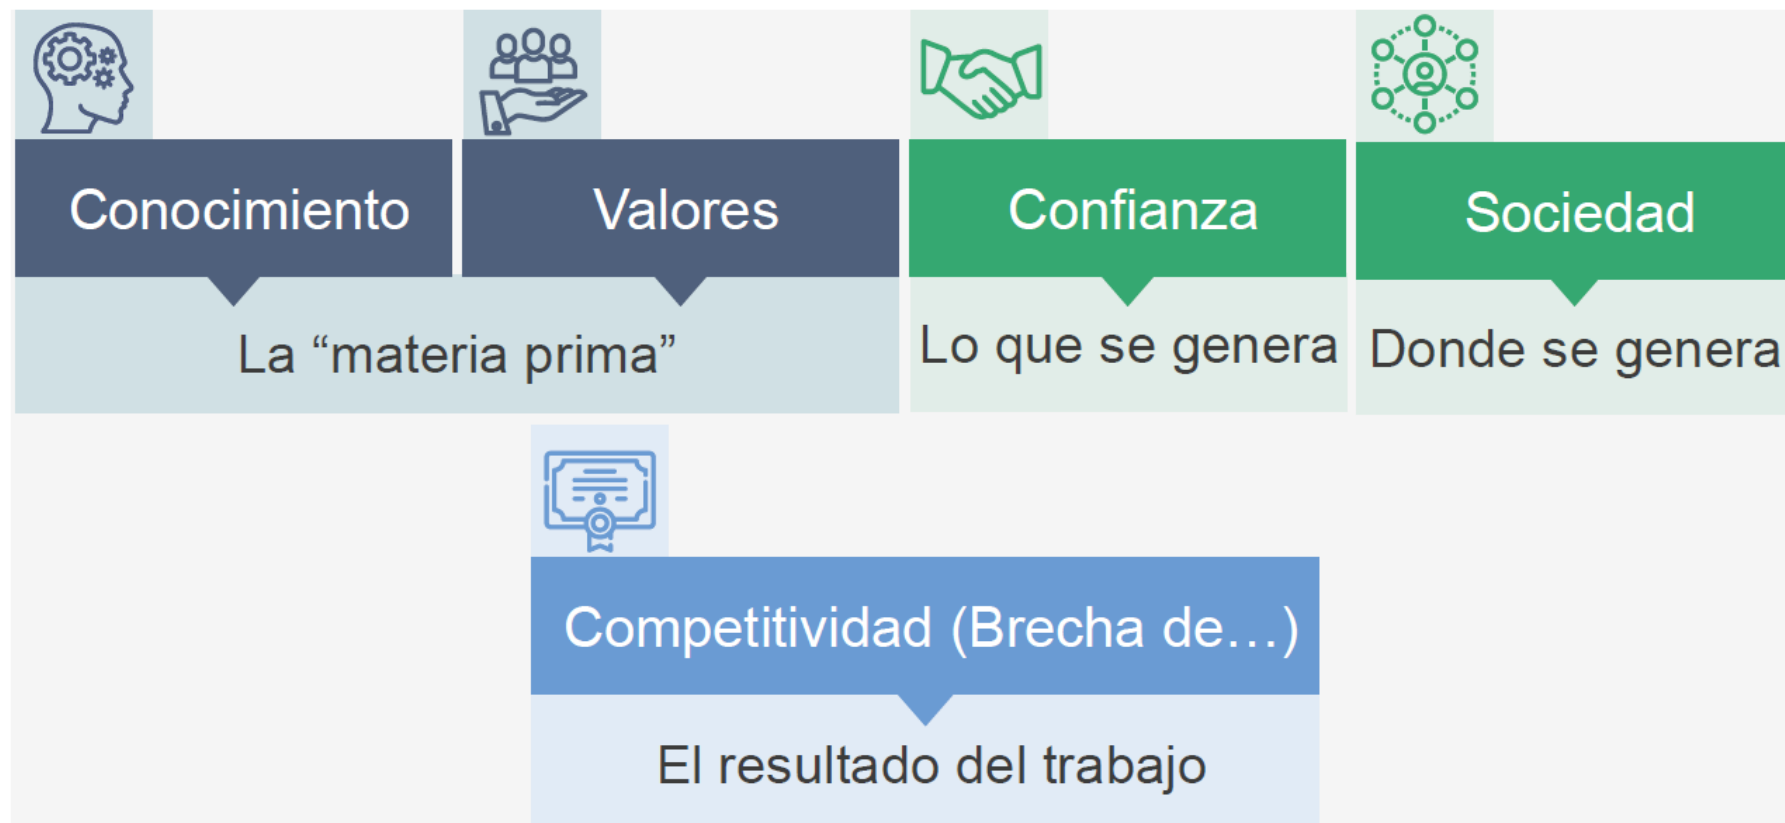 Conocimiento
Valores
Confianza
Sociedad
La “materia prima”
Lo que se genera
Donde se genera
Competitividad (Brecha de…)
El resultado del trabajo